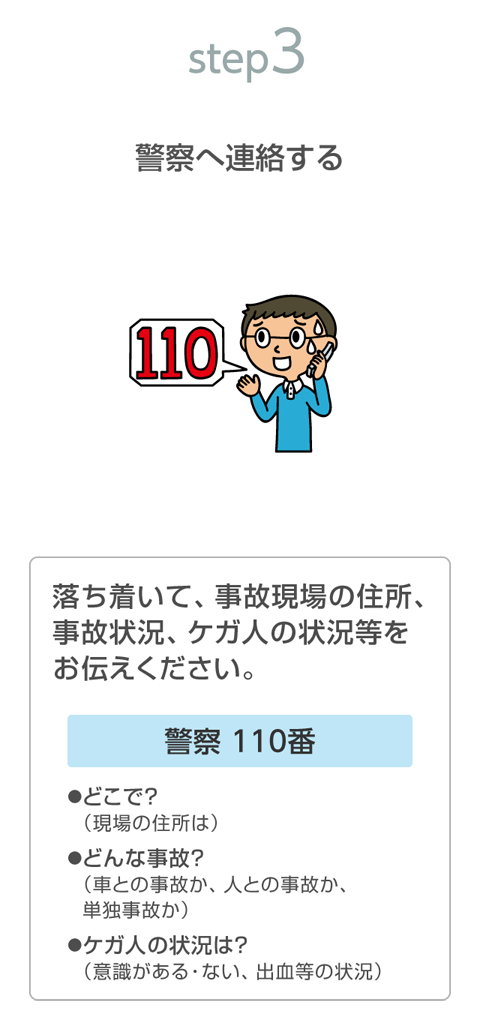 step3
警察へ連絡する
110
落ち着いて、事故現場の住所、
事故状況、ケガ人の状況等を
お伝えください。
警察 110番
●どこで?
（現場の住所は）
●どんな事故?
（車との事故か、人との事故か、
単独事故か）
●ケガ人の状況は?
（意識がある・ない、出血等の状況）